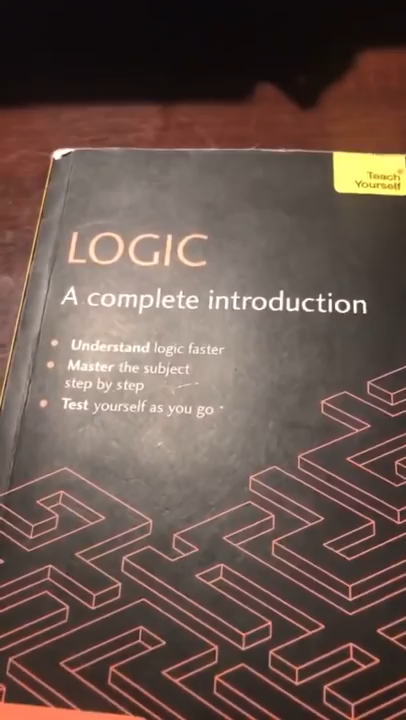 Teach®
Yourself
LOGIC
A complete introduction
• Understand logic faster
• Master the subject
step by step
• Test yourself as you go